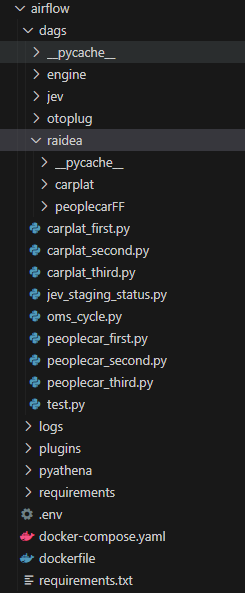 airflow
dags
__pycache__
engine
jev
otoplug
raidea
__pycache__
carplat
peoplecarFF
carplat_first.py
carplat_second.py
carplat_third.py
jev_staging_status.py
oms_cycle.py
peoplecar_first.py
peoplecar_second.py
peoplecar_third.py
test.py
logs
plugins
pyathena
requirements
.env
docker-compose.yaml
dockerfile
requirements.txt